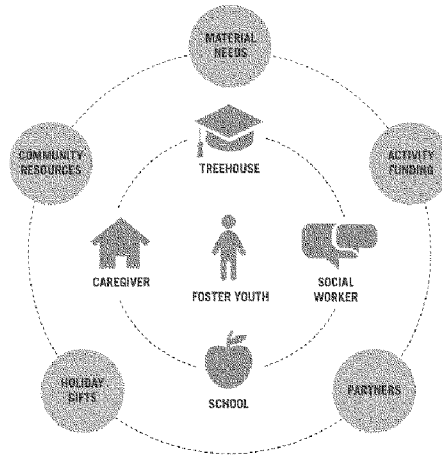 MATERIAL
NEEDS
COMMUNITY
RESOURCES
ACTIVITY
FUNDING
TREEHOUSE
CAREGIVER
FOSTER YOUTH
SOCIAL
WORKER
SCHOOL
HOLIDAY
GIFTS
PARTNERS